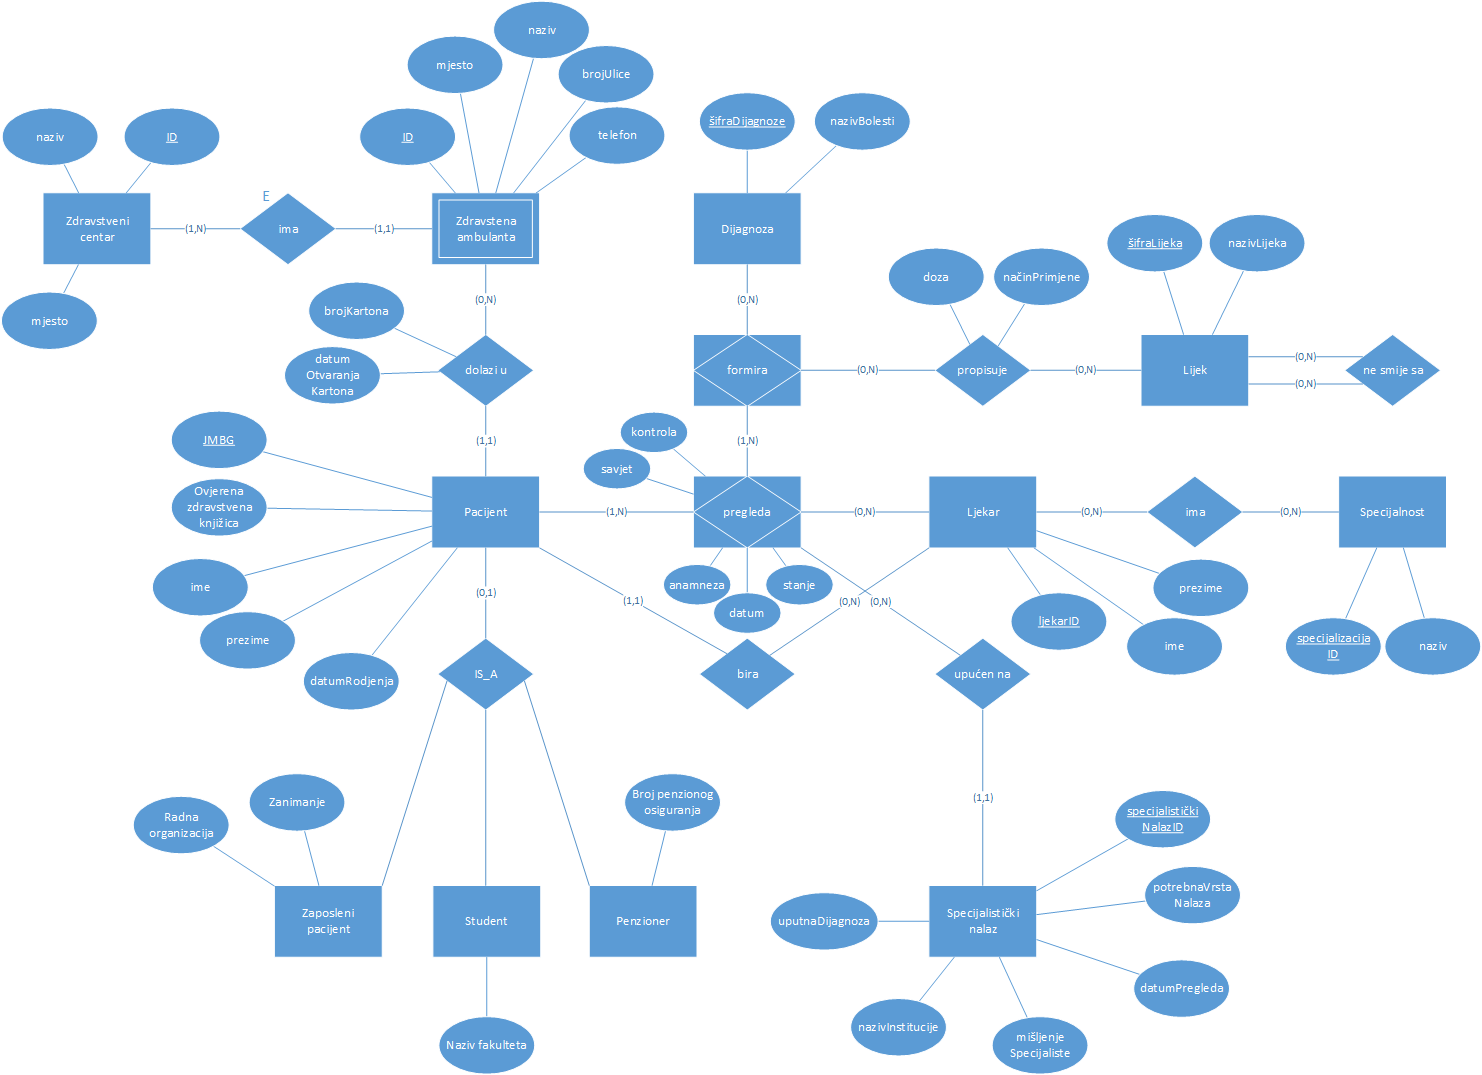 naziv
mjesto
brojUlice
naziv
ID
ID
telefon
šifraDijagnoze
nazivBolesti
E
Zdravstveni
centar
(1,N)
ima
(1,1)
Zdravstena
ambulanta
Dijagnoza
šifraLijeka
nazivLijeka
mjesto
brojKartona
(0,N)
(0,N)
doza
načinPrimjene
datum
Otvaranja
Kartona
dolazi u
formira
(0,N)
propisuje
(0,N)
Lijek
(0,N)
(0,N)
ne smije sa
JMBG
(1,1)
kontrola
(1,N)
savjet
Ovjerena
zdravstvena
knjižica
Pacijent
(1,N)
pregleda
(0,N)
Ljekar
(0,N)
ima
(0,N)
Specijalnost
ime
(0,1)
(1,1)
anamneza
datum
stanje
(0,N)
(0,N)
ljekarID
prezime
prezime
ime
specijalizacija
ID
naziv
datumRodjenja
IS_A
bira
upućen na
Radna
organizacija
Zanimanje
Broj penzionog
osiguranja
(1,1)
specijalistički
NalazID
Zaposleni
pacijent
Student
Penzioner
uputnaDijagnoza
Specijalistički
nalaz
potrebnaVrsta
Nalaza
datumPregleda
Naziv fakulteta
nazivInstitucije
mišljenje
Specijaliste